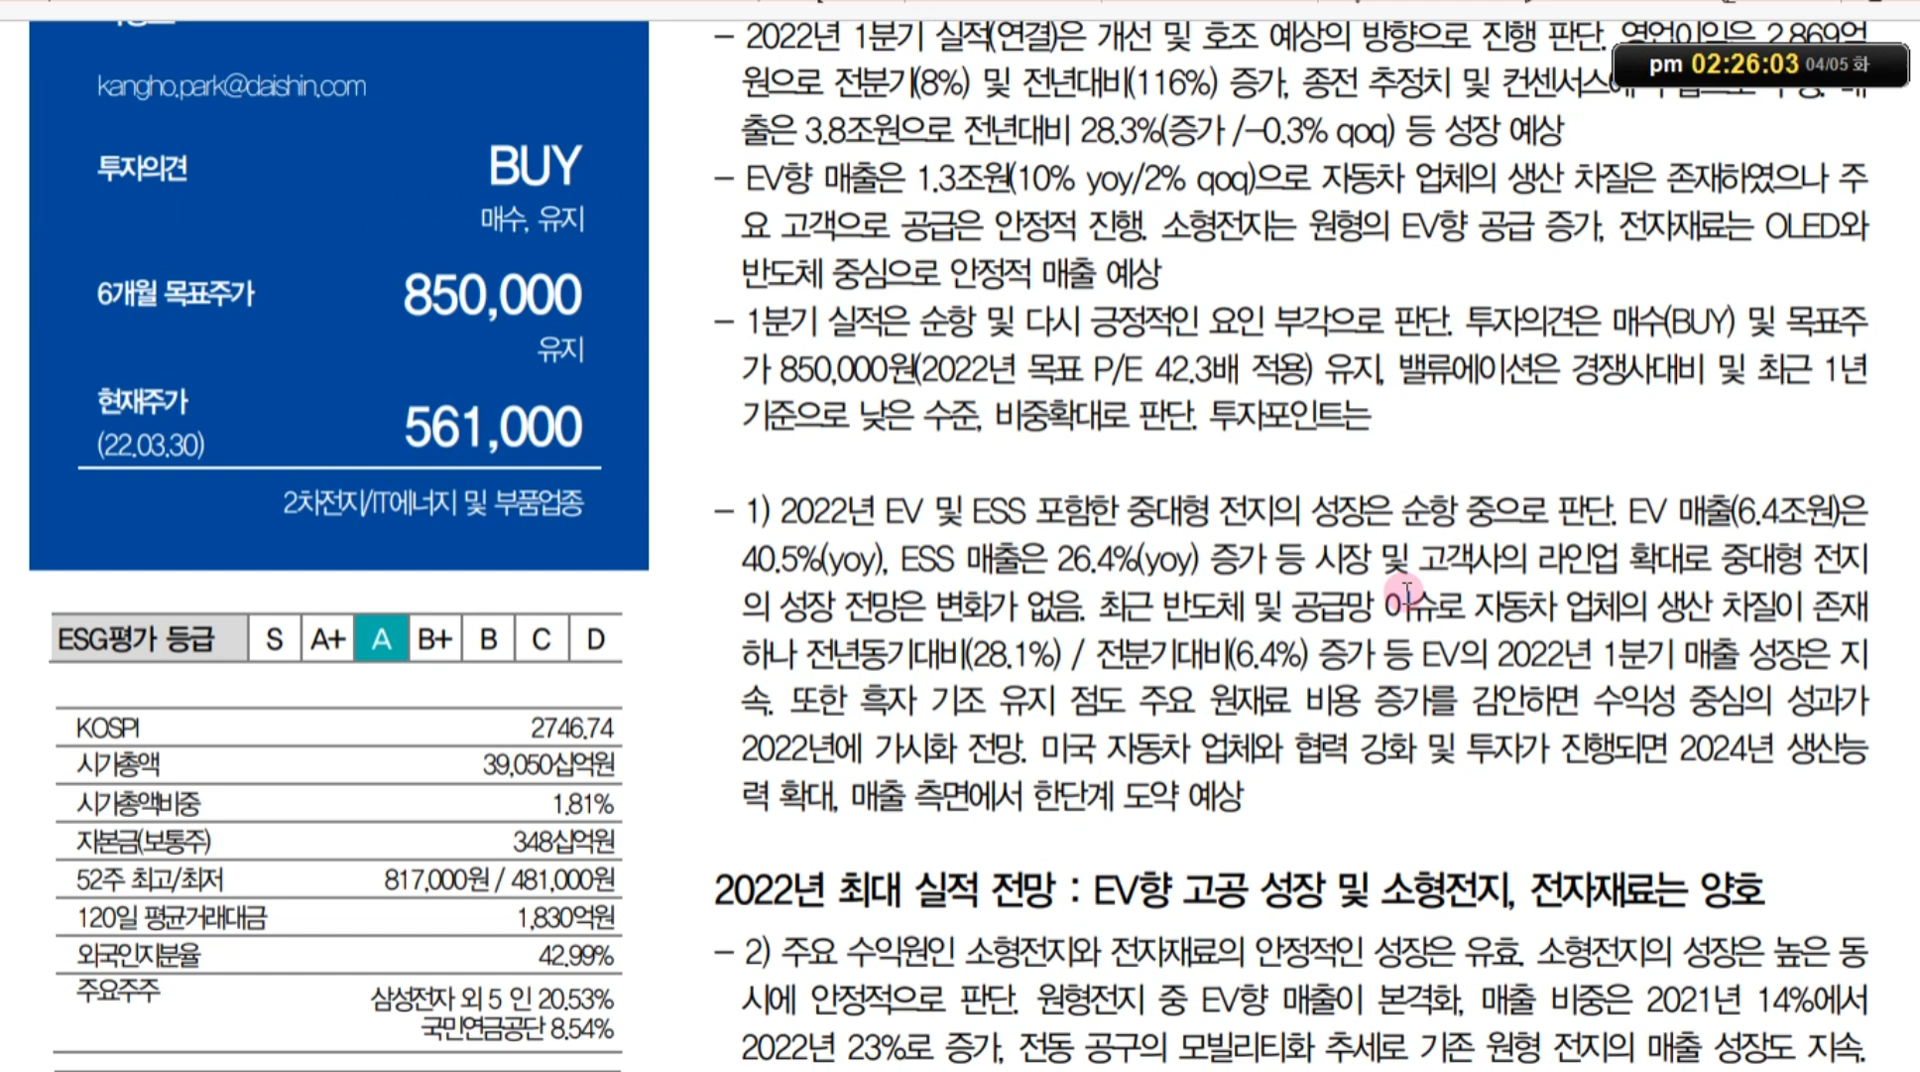 kangho.park@daishin.com
투자의견 BUY
매수, 유지
6개월 목표주가 850,000
유지
현재주가 561,000
(22.03.30)
2차전지/IT에너지 및 부품업종
ESG평가 등급 S A+ A B+ B C D
KOSPI 2746.74
시가총액 39,050십억원
시가총액비중 1.81%
자본금(보통주) 348십억원
52주 최고/최저 817,000원 / 481,000원
120일 평균거래대금 1,830억원
외국인지분율 42.99%
주요주주 삼성전자 외 5 인 20.53%
국민연금공단 8.54%
– 2022년 1분기 실적(연결)은 개선 및 호조 예상의 방향으로 진행 판단. 영업이익은 2,869억
원으로 전분기(8%) 및 전년대비(116%) 증가, 종전 추정치 및 컨센서스
출은 3.8조원으로 전년대비 28.3%(증가 /–0.3% qoq) 등 성장 예상
– EV향 매출은 1.3조원(10% yoy/2% qoq)으로 자동차 업체의 생산 차질은 존재하였으나 주
요 고객으로 공급은 안정적 진행. 소형전지는 원형의 EV향 공급 증가, 전자재료는 OLED와
반도체 중심으로 안정적 매출 예상
– 1분기 실적은 순항 및 다시 긍정적인 요인 부각으로 판단. 투자의견은 매수(BUY) 및 목표주
가 850,000원(2022년 목표 P/E 42.3배 적용) 유지, 밸류에이션은 경쟁사대비 및 최근 1년
기준으로 낮은 수준, 비중확대로 판단. 투자포인트는
– 1) 2022년 EV 및 ESS 포함한 중대형 전지의 성장은 순항 중으로 판단. EV 매출(6.4조원)은
40.5%(yoy), ESS 매출은 26.4%(yoy) 증가 등 시장 및 고객사의 라인업 확대로 중대형 전지
의 성장 전망은 변화가 없음. 최근 반도체 및 공급망 이슈로 자동차 업체의 생산 차질이 존재
하나 전년동기대비(28.1%) / 전분기대비(6.4%) 증가 등 EV의 2022년 1분기 매출 성장은 지
속. 또한 흑자 기조 유지 점도 주요 원재료 비용 증가를 감안하면 수익성 중심의 성과가
2022년에 가시화 전망. 미국 자동차 업체와 협력 강화 및 투자가 진행되면 2024년 생산능
력 확대, 매출 측면에서 한단계 도약 예상
2022년 최대 실적 전망 : EV향 고공 성장 및 소형전지, 전자재료는 양호
– 2) 주요 수익원인 소형전지와 전자재료의 안정적인 성장은 유효. 소형전지의 성장은 높은 동
시에 안정적으로 판단. 원형전지 중 EV향 매출이 본격화, 매출 비중은 2021년 14%에서
2022년 23%로 증가, 전동 공구의 모빌리티화 추세로 기존 원형 전지의 매출 성장도 지속.
pm 02:26:03 04/05 화